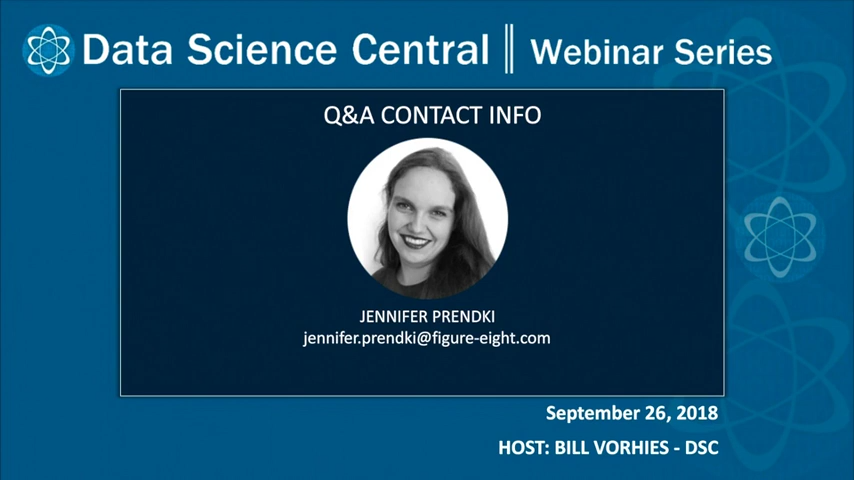 Data Science Central || Webinar Series
Q&A CONTACT INFO
JENNIFER PRENDKI
jennifer.prendki@figure-eight.com
September 26, 2018
HOST: BILL VORHIES - DSC